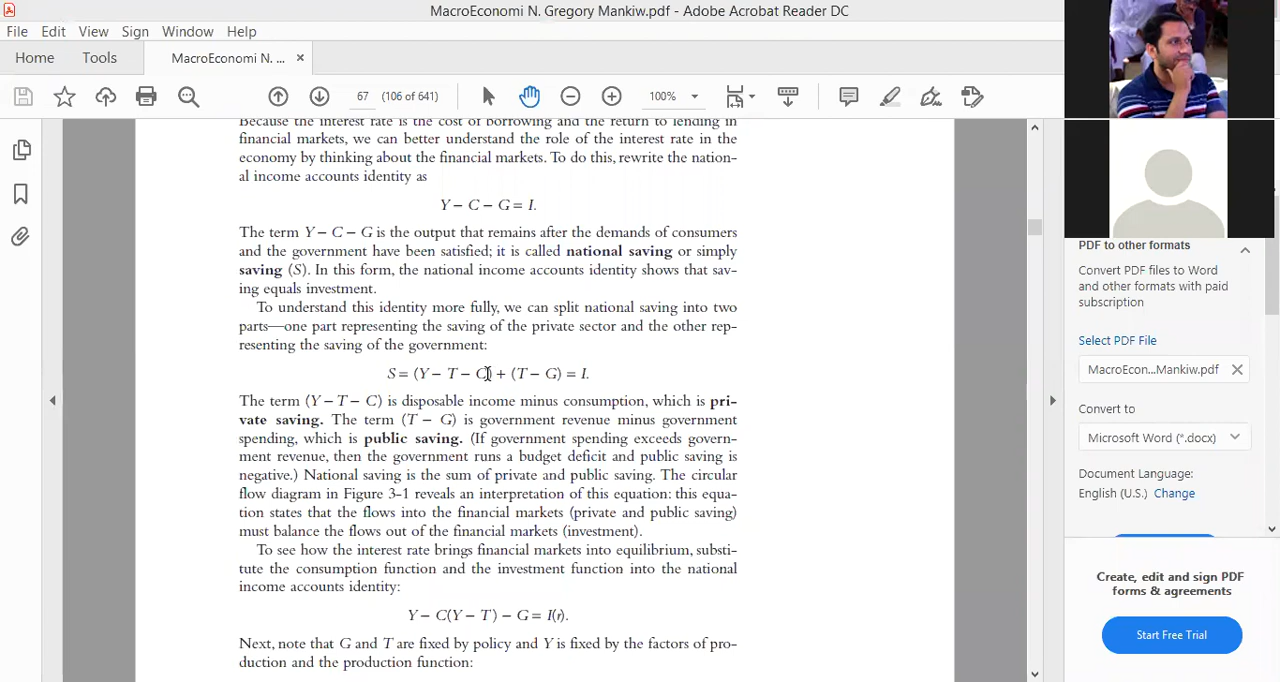 MacroEconomi N. Gregory Mankiw.pdf - Adobe Acrobat Reader DC
File Edit View Sign Window Help
Home Tools MacroEconomi N. ... ×
67 (106 of 641) 100%
Because the interest rate is the cost of borrowing and the return to lending in
financial markets, we can better understand the role of the interest rate in the
economy by thinking about the financial markets. To do this, rewrite the nation-
al income accounts identity as
Y – C – G = I.
The term Y – C – G is the output that remains after the demands of consumers
and the government have been satisfied; it is called national saving or simply
saving (S). In this form, the national income accounts identity shows that sav-
ing equals investment.
To understand this identity more fully, we can split national saving into two
parts—one part representing the saving of the private sector and the other rep-
resenting the saving of the government:
S = (Y – T – C) + (T – G) = I.
The term (Y – T – C) is disposable income minus consumption, which is pri-
vate saving. The term (T – G) is government revenue minus government
spending, which is public saving. (If government spending exceeds govern-
ment revenue, then the government runs a budget deficit and public saving is
negative.) National saving is the sum of private and public saving. The circular
flow diagram in Figure 3-1 reveals an interpretation of this equation: this equa-
tion states that the flows into the financial markets (private and public saving)
must balance the flows out of the financial markets (investment).
To see how the interest rate brings financial markets into equilibrium, substi-
tute the consumption function and the investment function into the national
income accounts identity:
Y – C(Y – T) – G = I(r).
Next, note that G and T are fixed by policy and Y is fixed by the factors of pro-
duction and the production function:
PDF to other formats
Convert PDF files to Word
and other formats with paid
subscription
Select PDF File
MacroEcon...Mankiw.pdf ×
Convert to
Microsoft Word (*.docx)
Document Language:
English (U.S.) Change
Create, edit and sign PDF
forms & agreements
Start Free Trial